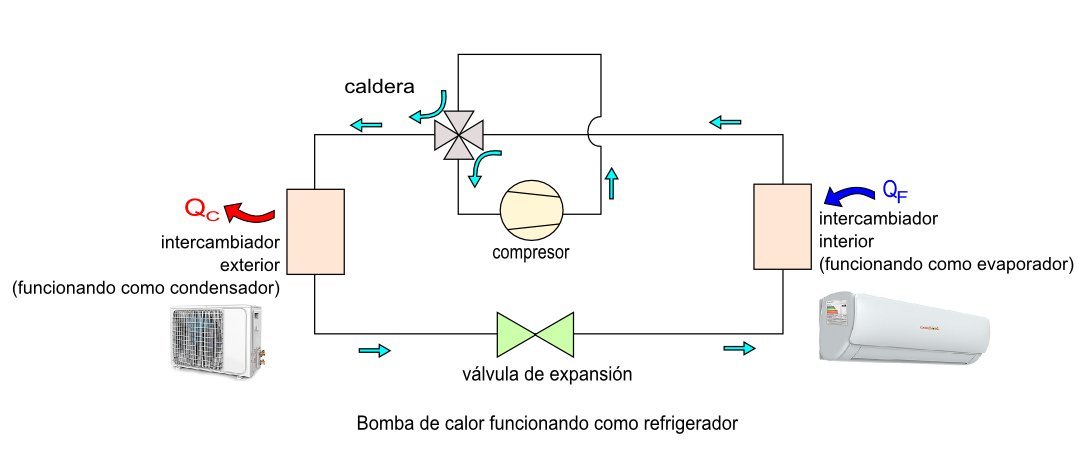 caldera
Q_C
intercambiador
exterior
(funcionando como condensador)
compresor
Q_F
intercambiador
interior
(funcionando como evaporador)
válvula de expansión
Bomba de calor funcionando como refrigerador